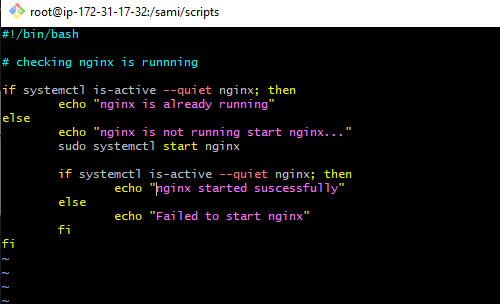 root@ip-172-31-17-32:/sami/scripts
#!/bin/bash
# checking nginx is runnning
if systemctl is-active --quiet nginx; then
echo "nginx is already running"
else
echo "nginx is not running start nginx..."
sudo systemctl start nginx
if systemctl is-active --quiet nginx; then
echo "nginx started suscessfully"
else
echo "Failed to start nginx"
fi
fi
~
~
~
~